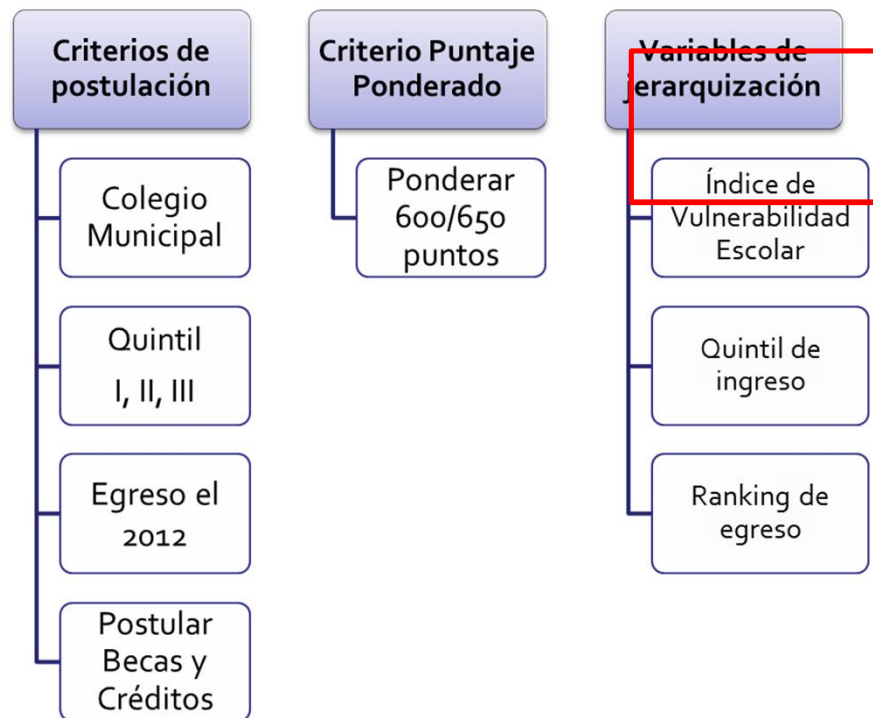 Criterios de
postulación
Colegio
Municipal
Quintil
I, II, III
Egreso el
2012
Postular
Becas y
Créditos
Criterio Puntaje
Ponderado
Ponderar
600/650
puntos
Variables de
jerarquización
Índice de
Vulnerabilidad
Escolar
Quintil de
ingreso
Ranking de
egreso